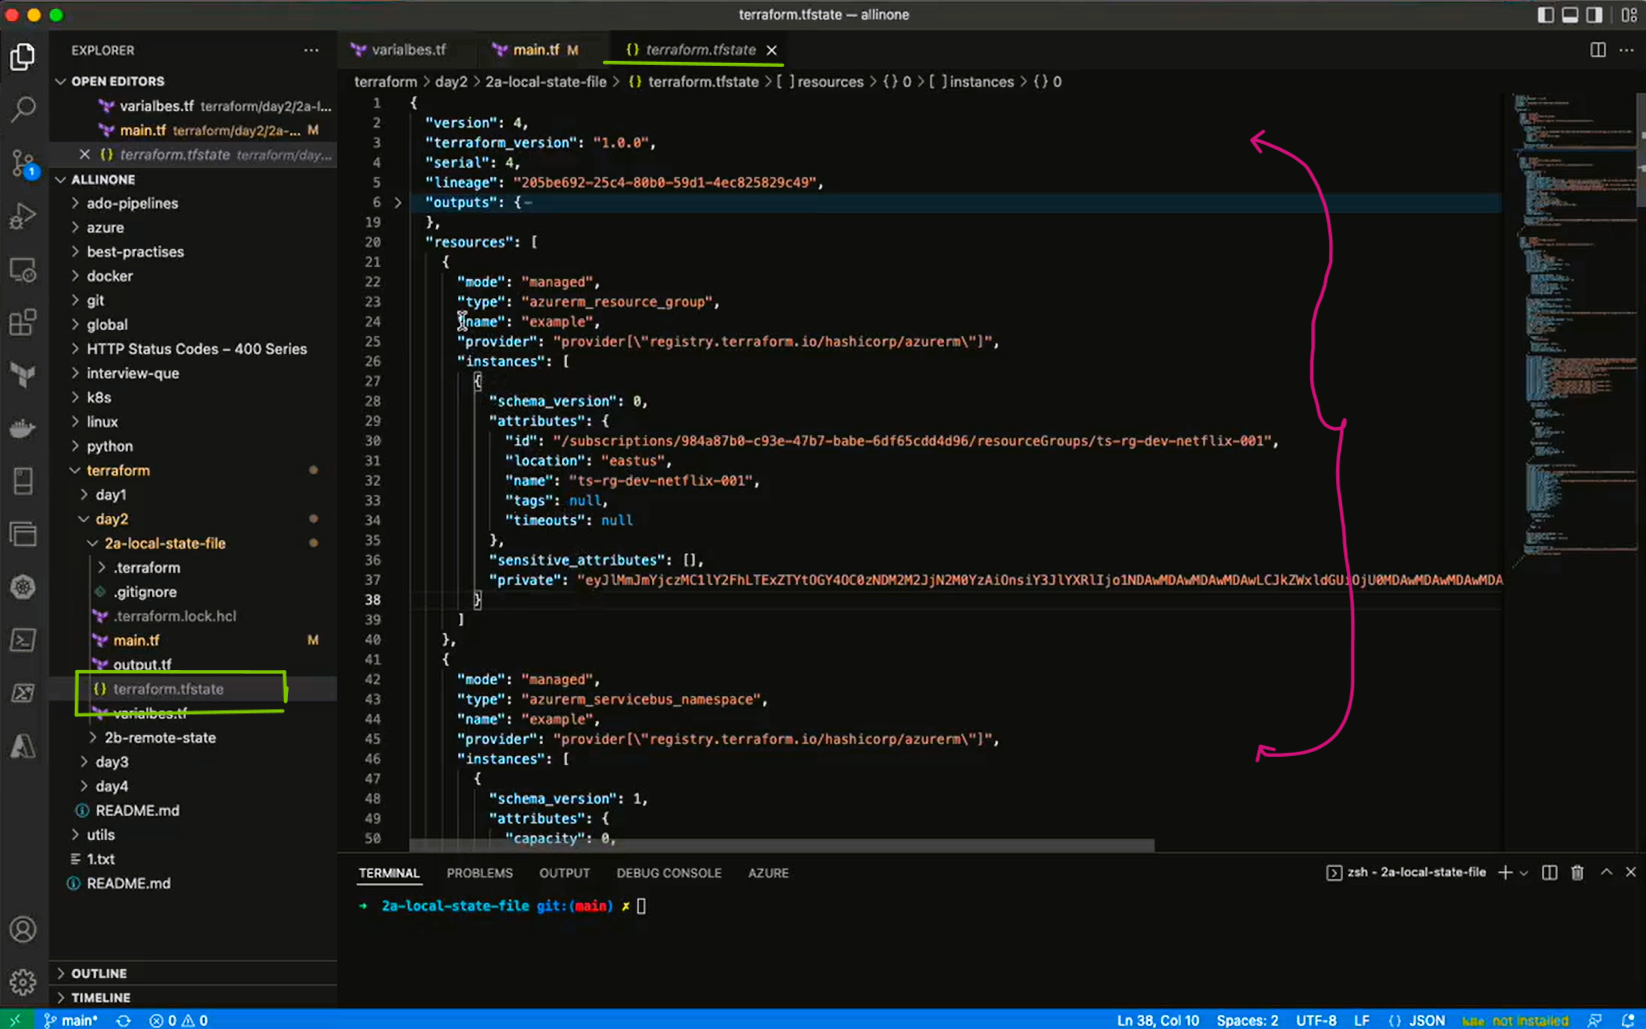 terraform.tfstate — allinone
EXPLORER
OPEN EDITORS
varialbes.tf terraform/day2/2a-l...
main.tf terraform/day2/2a-... M
terraform.tfstate terraform/day...
ALLINONE
ado-pipelines
azure
best-practises
docker
git
global
HTTP Status Codes – 400 Series
interview-que
k8s
linux
python
terraform
day1
day2
2a-local-state-file
.terraform
.gitignore
.terraform.lock.hcl
main.tf M
output.tf
terraform.tfstate
varialbes.tf
2b-remote-state
day3
day4
README.md
utils
1.txt
README.md
OUTLINE
TIMELINE
varialbes.tf main.tf M terraform.tfstate
terraform > day2 > 2a-local-state-file > {} terraform.tfstate > [ ] resources > {} 0 > [ ] instances > {} 0
1 {
2 "version": 4,
3 "terraform_version": "1.0.0",
4 "serial": 4,
5 "lineage": "205be692-25c4-80b0-59d1-4ec825829c49",
6 "outputs": {
19 },
20 "resources": [
21 {
22 "mode": "managed",
23 "type": "azurerm_resource_group",
24 "name": "example",
25 "provider": "provider[\"registry.terraform.io/hashicorp/azurerm\"]",
26 "instances": [
27 {
28 "schema_version": 0,
29 "attributes": {
30 "id": "/subscriptions/984a87b0-c93e-47b7-babe-6df65cdd4d96/resourceGroups/ts-rg-dev-netflix-001",
31 "location": "eastus",
32 "name": "ts-rg-dev-netflix-001",
33 "tags": null,
34 "timeouts": null
35 },
36 "sensitive_attributes": [],
37 "private":
38 }
39 ]
40 },
41 {
42 "mode": "managed",
43 "type": "azurerm_servicebus_namespace",
44 "name": "example",
45 "provider": "provider[\"registry.terraform.io/hashicorp/azurerm\"]",
46 "instances": [
47 {
48 "schema_version": 1,
49 "attributes": {
50 "capacity": 0,
TERMINAL PROBLEMS OUTPUT DEBUG CONSOLE AZURE
zsh - 2a-local-state-file
2a-local-state-file git:(main) ✗
main* 0 0
Ln 38, Col 10 Spaces: 2 UTF-8 LF {} JSON not installed
1